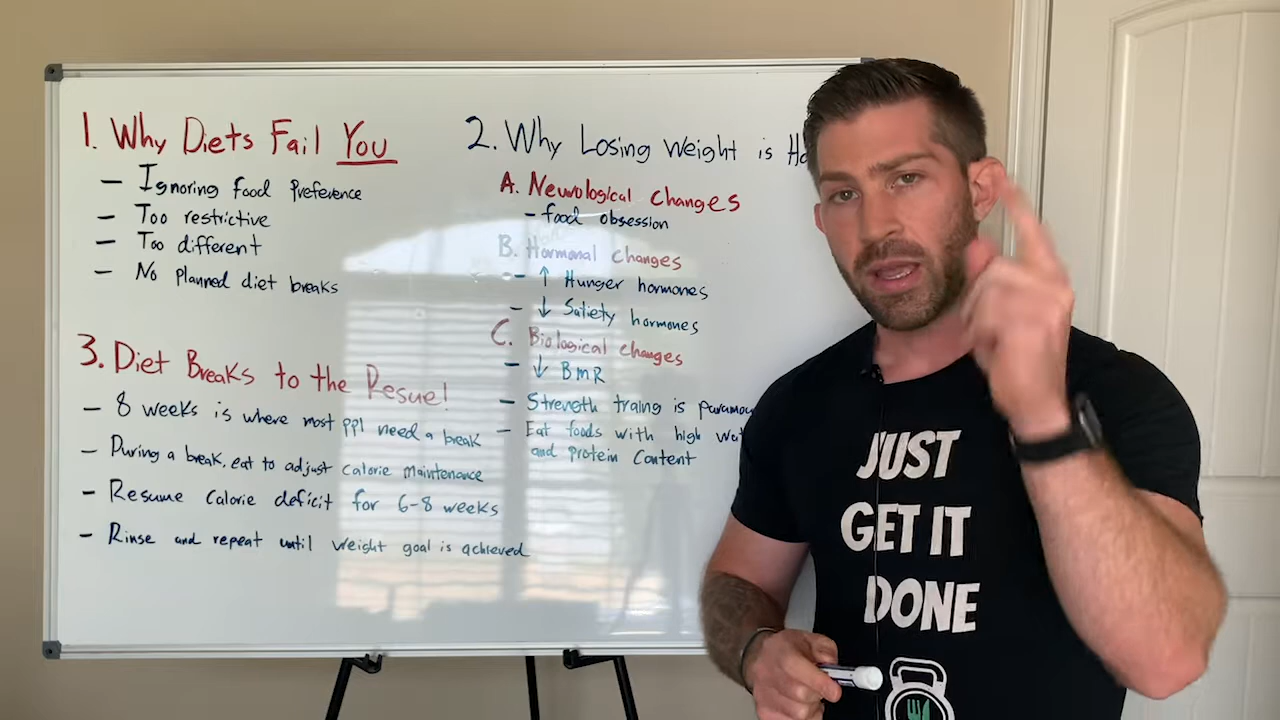 1. Why Diets Fail You
- Ignoring food preference
- Too restrictive
- Too different
- No planned diet breaks
2. Why Losing Weight is Ha
A. Neurological changes
- food obsession
B. Hormonal changes
- ↑ Hunger hormones
- ↓ Satiety hormones
C. Biological changes
- ↓ BMR
- Strength traing is paramou
- Eat foods with high wat
and protein content
3. Diet Breaks to the Resue!
- 8 weeks is where most ppl need a break
- During a break, eat to adjust calorie maintenance
- Resume calorie deficit for 6-8 weeks
- Rinse and repeat until weight goal is achieved
JUST
GET IT
DONE